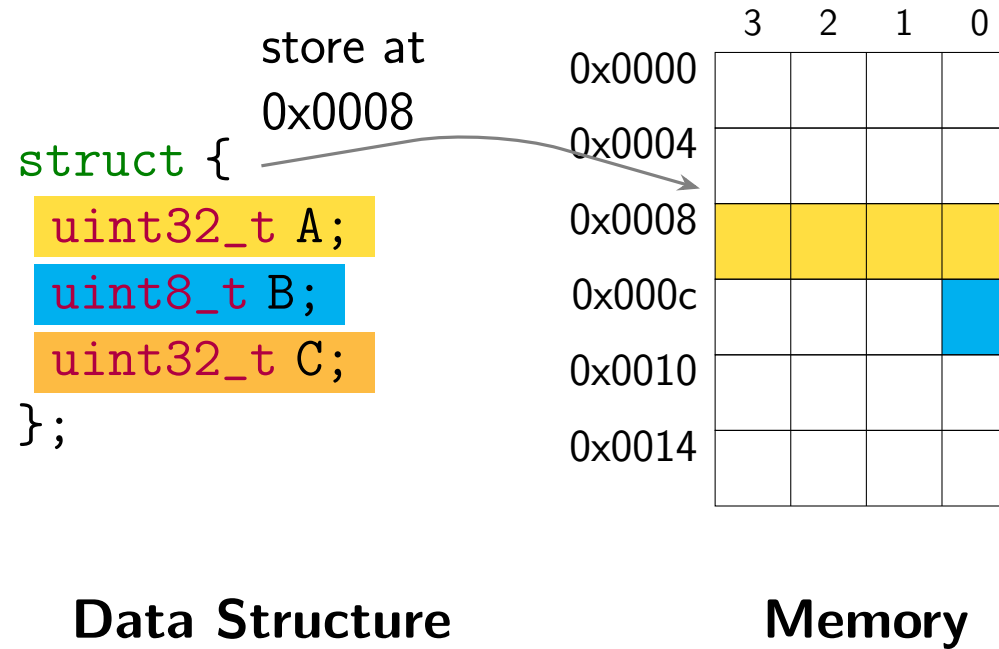 store at
0x0008
struct {
uint32_t A;
uint8_t B;
uint32_t C;
};
Data Structure
3 2 1 0
0x0000
0x0004
0x0008
0x000c
0x0010
0x0014
Memory